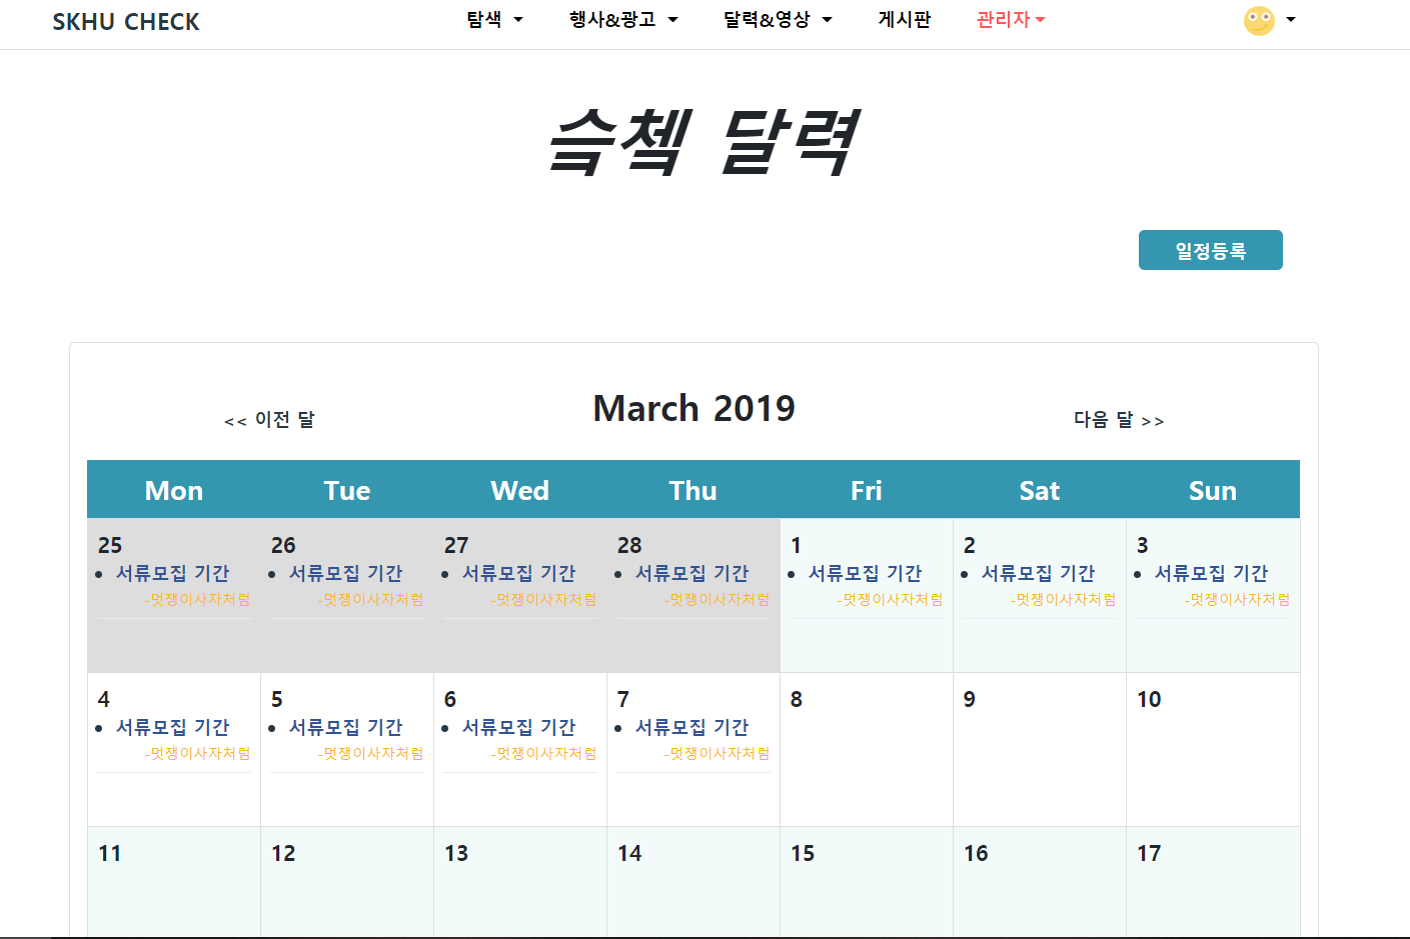 SKHU CHECK 탐색 행사&광고 달력&영상 게시판 관리자
슼첵 달력
일정등록
<< 이전 달 March 2019 다음 달 >>
Mon Tue Wed Thu Fri Sat Sun
25 26 27 28 1 2 3
서류모집 기간 서류모집 기간 서류모집 기간 서류모집 기간 서류모집 기간 서류모집 기간 서류모집 기간
-멋쟁이사자처럼 -멋쟁이사자처럼 -멋쟁이사자처럼 -멋쟁이사자처럼 -멋쟁이사자처럼 -멋쟁이사자처럼 -멋쟁이사자처럼
4 5 6 7 8 9 10
서류모집 기간 서류모집 기간 서류모집 기간 서류모집 기간
-멋쟁이사자처럼 -멋쟁이사자처럼 -멋쟁이사자처럼 -멋쟁이사자처럼
11 12 13 14 15 16 17